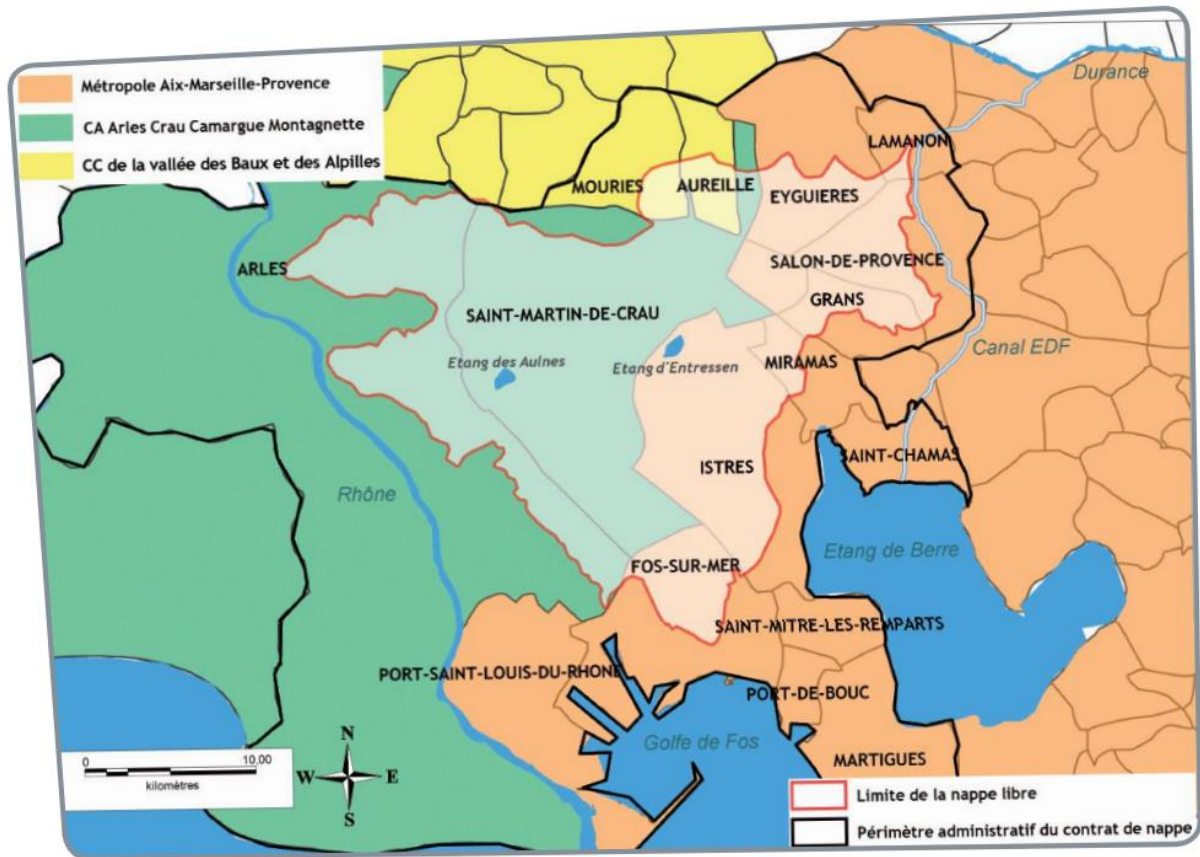 Métropole Aix-Marseille-Provence
CA Arles Crau Camargue Montagnette
CC de la vallée des Baux et des Alpilles
Durance
LAMANON
MOURIES
AUREILLE
EYGUIERES
ARLES
SALON-DE-PROVENCE
GRANS
SAINT-MARTIN-DE-CRAU
Canal EDF
Etang des Aulnes
Etang d'Entressen
MIRAMAS
SAINT-CHAMAS
ISTRES
Rhône
Etang de Berre
FOS-SUR-MER
SAINT-MITRE-LES-REMPARTS
PORT-SAINT-LOUIS-DU-RHONE
PORT-DE-BOUC
Golfe de Fos
MARTIGUES
0 10,00
kilomètres
N
W E
S
Limite de la nappe libre
Périmètre administratif du contrat de nappe